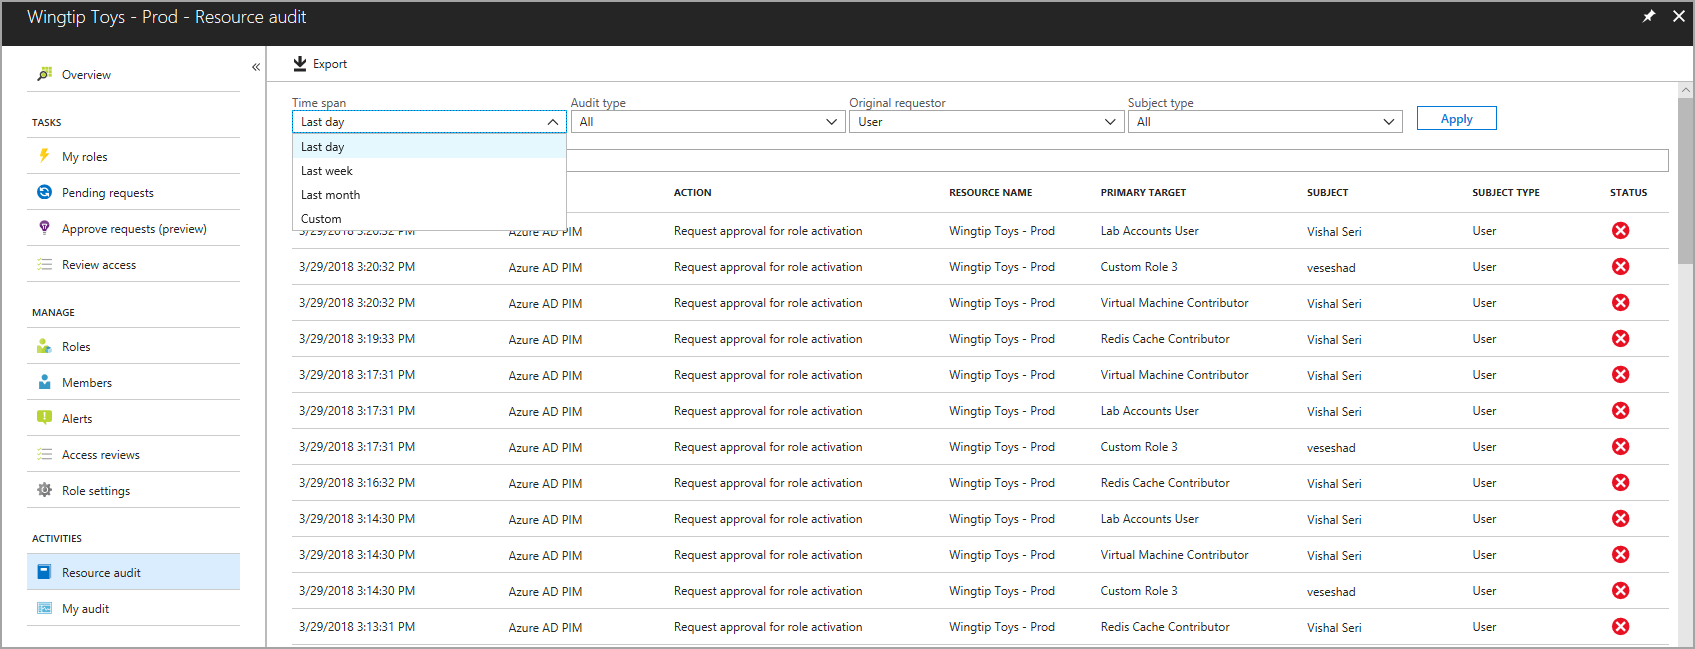 Wingtip Toys - Prod - Resource audit
Overview
TASKS
My roles
Pending requests
Approve requests (preview)
Review access
MANAGE
Roles
Members
Alerts
Access reviews
Role settings
ACTIVITIES
Resource audit
My audit
Export
Time span Audit type Original requestor Subject type
Last day All User All Apply
Last day
Last week
Last month
Custom
ACTION RESOURCE NAME PRIMARY TARGET SUBJECT SUBJECT TYPE STATUS
3/29/2018 3:20:32 PM Azure AD PIM Request approval for role activation Wingtip Toys - Prod Lab Accounts User Vishal Seri User
3/29/2018 3:20:32 PM Azure AD PIM Request approval for role activation Wingtip Toys - Prod Custom Role 3 veseshad User
3/29/2018 3:20:32 PM Azure AD PIM Request approval for role activation Wingtip Toys - Prod Virtual Machine Contributor Vishal Seri User
3/29/2018 3:19:33 PM Azure AD PIM Request approval for role activation Wingtip Toys - Prod Redis Cache Contributor Vishal Seri User
3/29/2018 3:17:31 PM Azure AD PIM Request approval for role activation Wingtip Toys - Prod Virtual Machine Contributor Vishal Seri User
3/29/2018 3:17:31 PM Azure AD PIM Request approval for role activation Wingtip Toys - Prod Lab Accounts User Vishal Seri User
3/29/2018 3:17:31 PM Azure AD PIM Request approval for role activation Wingtip Toys - Prod Custom Role 3 veseshad User
3/29/2018 3:16:32 PM Azure AD PIM Request approval for role activation Wingtip Toys - Prod Redis Cache Contributor Vishal Seri User
3/29/2018 3:14:30 PM Azure AD PIM Request approval for role activation Wingtip Toys - Prod Lab Accounts User Vishal Seri User
3/29/2018 3:14:30 PM Azure AD PIM Request approval for role activation Wingtip Toys - Prod Virtual Machine Contributor Vishal Seri User
3/29/2018 3:14:30 PM Azure AD PIM Request approval for role activation Wingtip Toys - Prod Custom Role 3 veseshad User
3/29/2018 3:13:31 PM Azure AD PIM Request approval for role activation Wingtip Toys - Prod Redis Cache Contributor Vishal Seri User